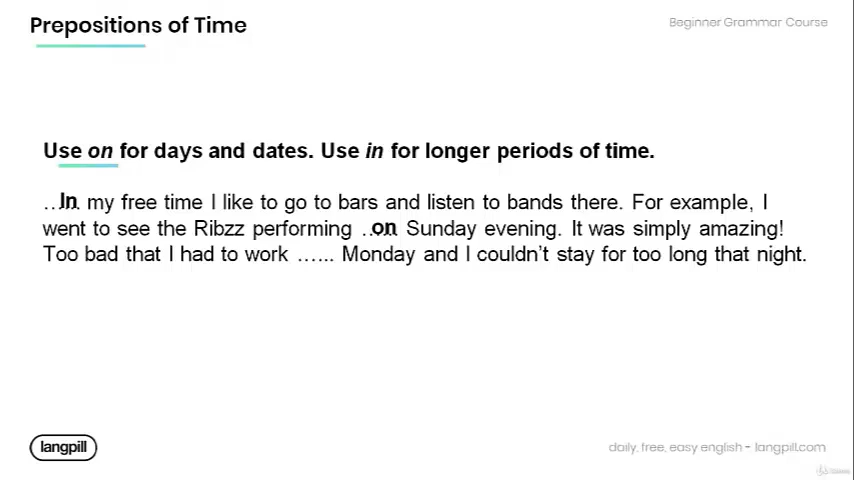 Prepositions of Time
Beginner Grammar Course
Use on for days and dates. Use in for longer periods of time.
..In. my free time I like to go to bars and listen to bands there. For example, I
went to see the Ribzz performing ..on Sunday evening. It was simply amazing!
Too bad that I had to work …... Monday and I couldn't stay for too long that night.
langpill
daily, free, easy english - langpill.com